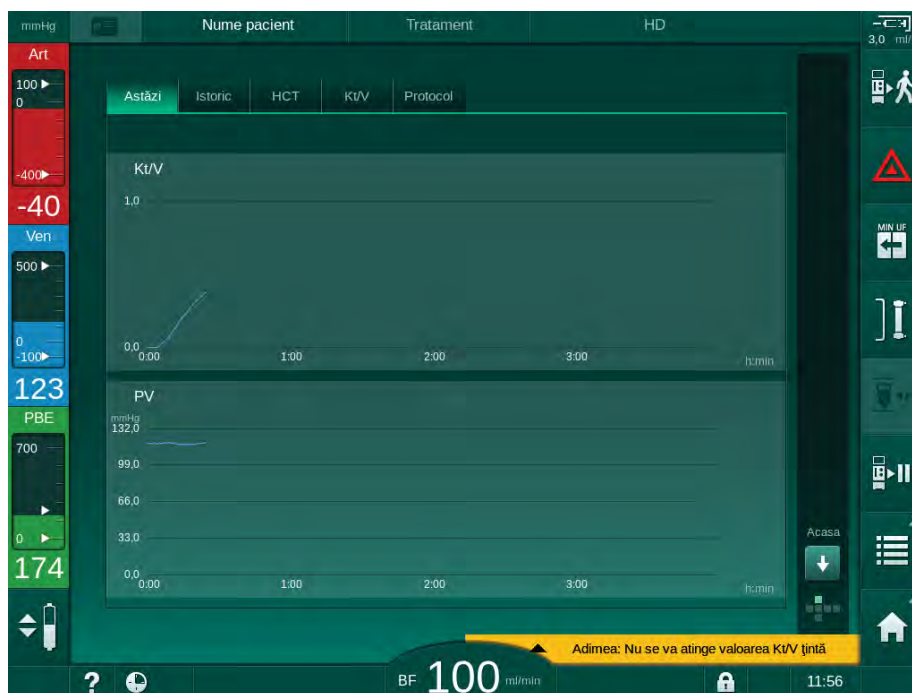 mmHg
Nume pacient
Tratament
HD
3,0 ml/
Art
100
0
-400
-40
Ven
500
0
-100
123
PBE
700
0
174
Astăzi
Istoric
HCT
Kt/V
Protocol
Kt/V
1,0
0,0
0:00
1:00
2:00
3:00
h:min
PV
mmHg
132,0
99,0
66,0
33,0
0,0
0:00
1:00
2:00
3:00
h:min
Acasa
MIN UF
Adimea: Nu se va atinge valoarea Kt/V țintă
?
BF 100 ml/min
11:56